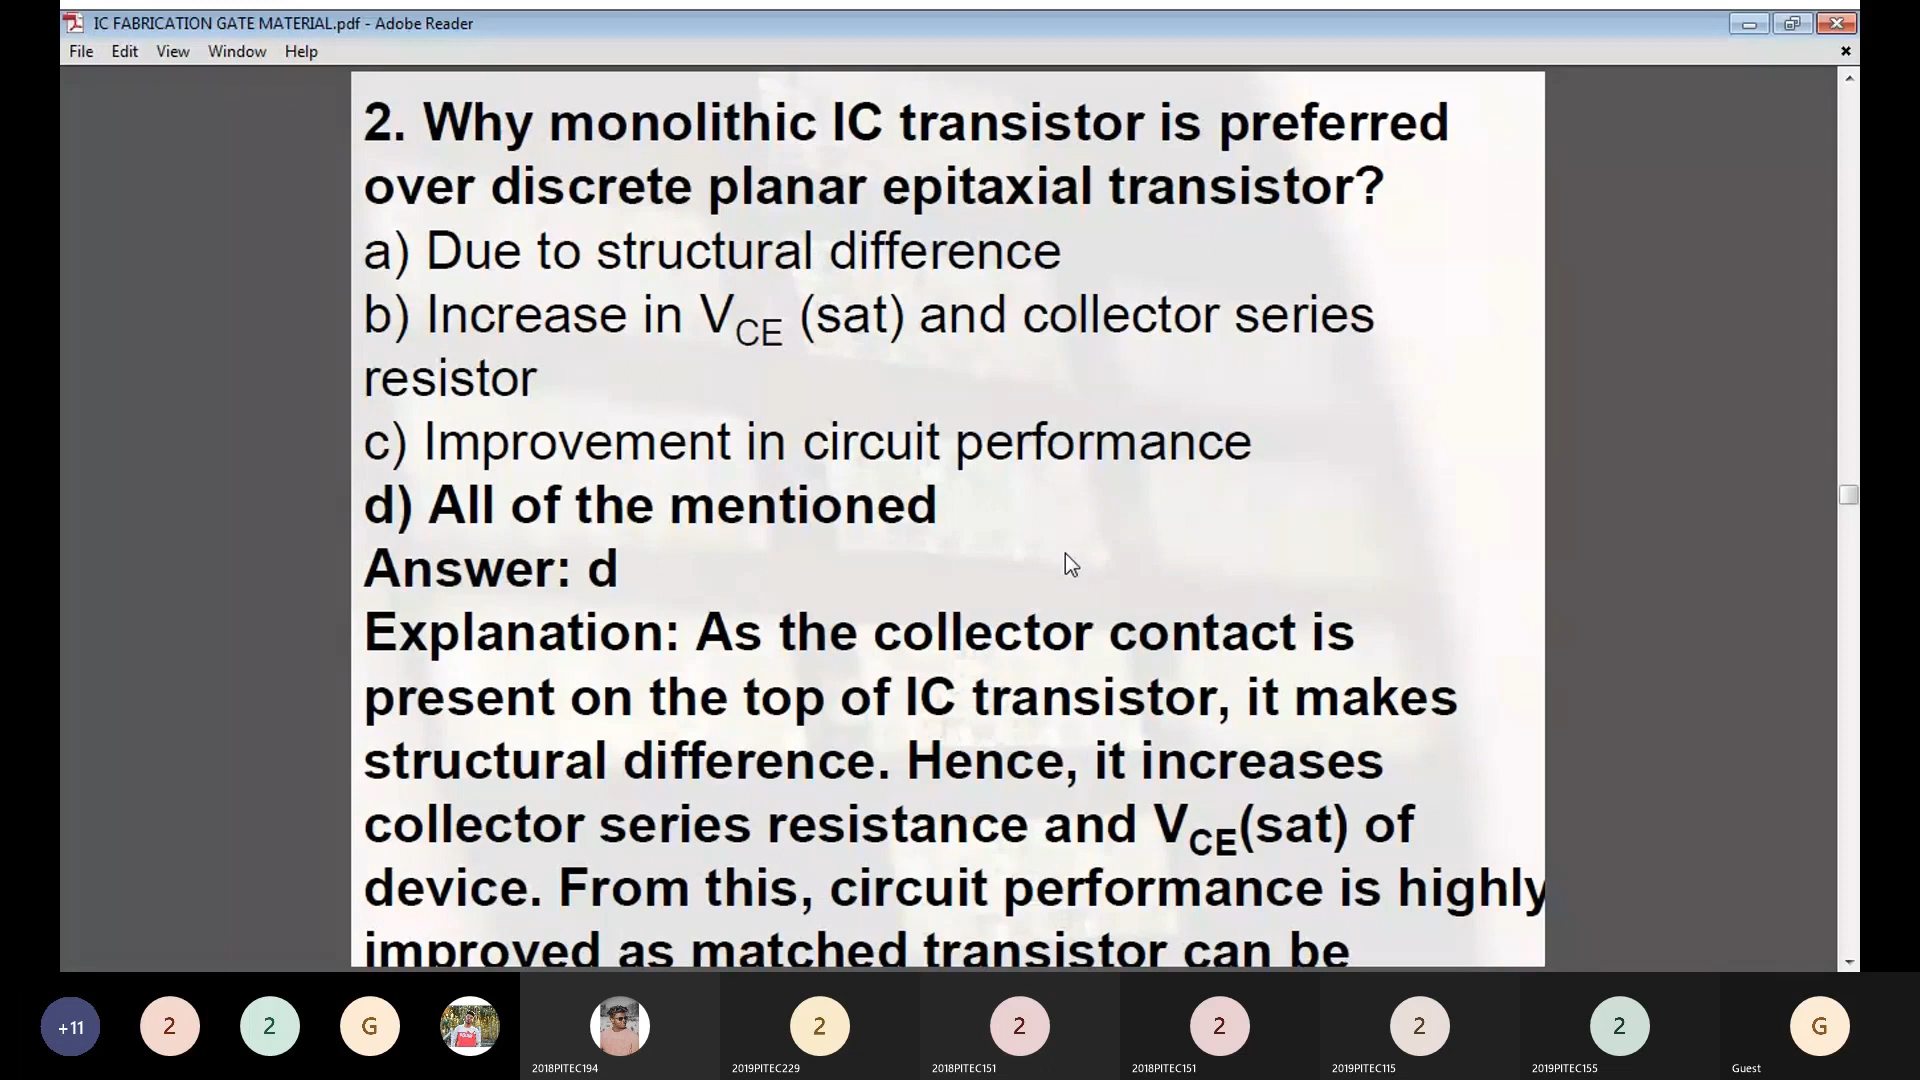 IC FABRICATION GATE MATERIAL.pdf - Adobe Reader
File Edit View Window Help
2. Why monolithic IC transistor is preferred
over discrete planar epitaxial transistor?
a) Due to structural difference
b) Increase in VCE (sat) and collector series
resistor
c) Improvement in circuit performance
d) All of the mentioned
Answer: d
Explanation: As the collector contact is
present on the top of IC transistor, it makes
structural difference. Hence, it increases
collector series resistance and VCE(sat) of
device. From this, circuit performance is highly
improved as matched transistor can be
+11 2 2 G 2 2 2 2 2 G
2018PITEC194 2019PITEC229 2018PITEC151 2018PITEC151 2019PITEC115 2019PITEC155 Guest